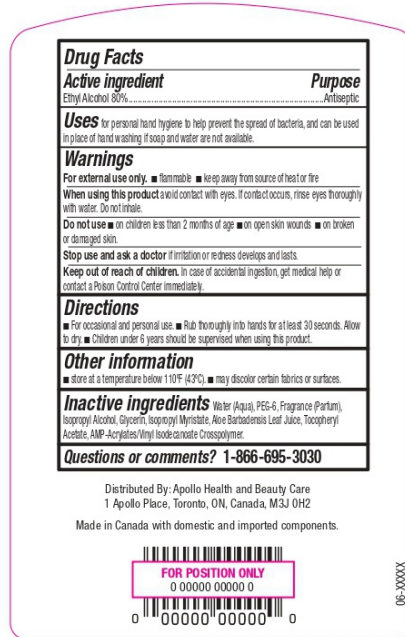 Drug Facts
Active ingredient Purpose
Ethyl Alcohol 80%..........................................................................Antiseptic
Uses for personal hand hygiene to help prevent the spread of bacteria, and can be used
in place of hand washing if soap and water are not available.
Warnings
For external use only. ■ flammable ■ keep away from source of heat or fire
When using this product avoid contact with eyes. If contact occurs, rinse eyes thoroughly
with water. Do not inhale.
Do not use ■ on children less than 2 months of age ■ on open skin wounds ■ on broken
or damaged skin.
Stop use and ask a doctor if irritation or redness develops and lasts.
Keep out of reach of children. In case of accidental ingestion, get medical help or
contact a Poison Control Center immediately.
Directions
■ For occasional and personal use. ■ Rub thoroughly into hands for at least 30 seconds. Allow
to dry. ■ Children under 6 years should be supervised when using this product.
Other information
■ store at a temperature below 110ºF (43ºC). ■ may discolor certain fabrics or surfaces.
Inactive ingredients Water (Aqua), PEG-6, Fragrance (Parfum),
Isopropyl Alcohol, Glycerin, Isopropyl Myristate, Aloe Barbadensis Leaf Juice, Tocopheryl
Acetate, AMP-Acrylates/Vinyl Isodecanoate Crosspolymer.
Questions or comments? 1-866-695-3030
Distributed By: Apollo Health and Beauty Care
1 Apollo Place, Toronto, ON, Canada, M3J 0H2
Made in Canada with domestic and imported components.
FOR POSITION ONLY
0 00000 00000 0
0 00000 00000 0
06-XXXXX